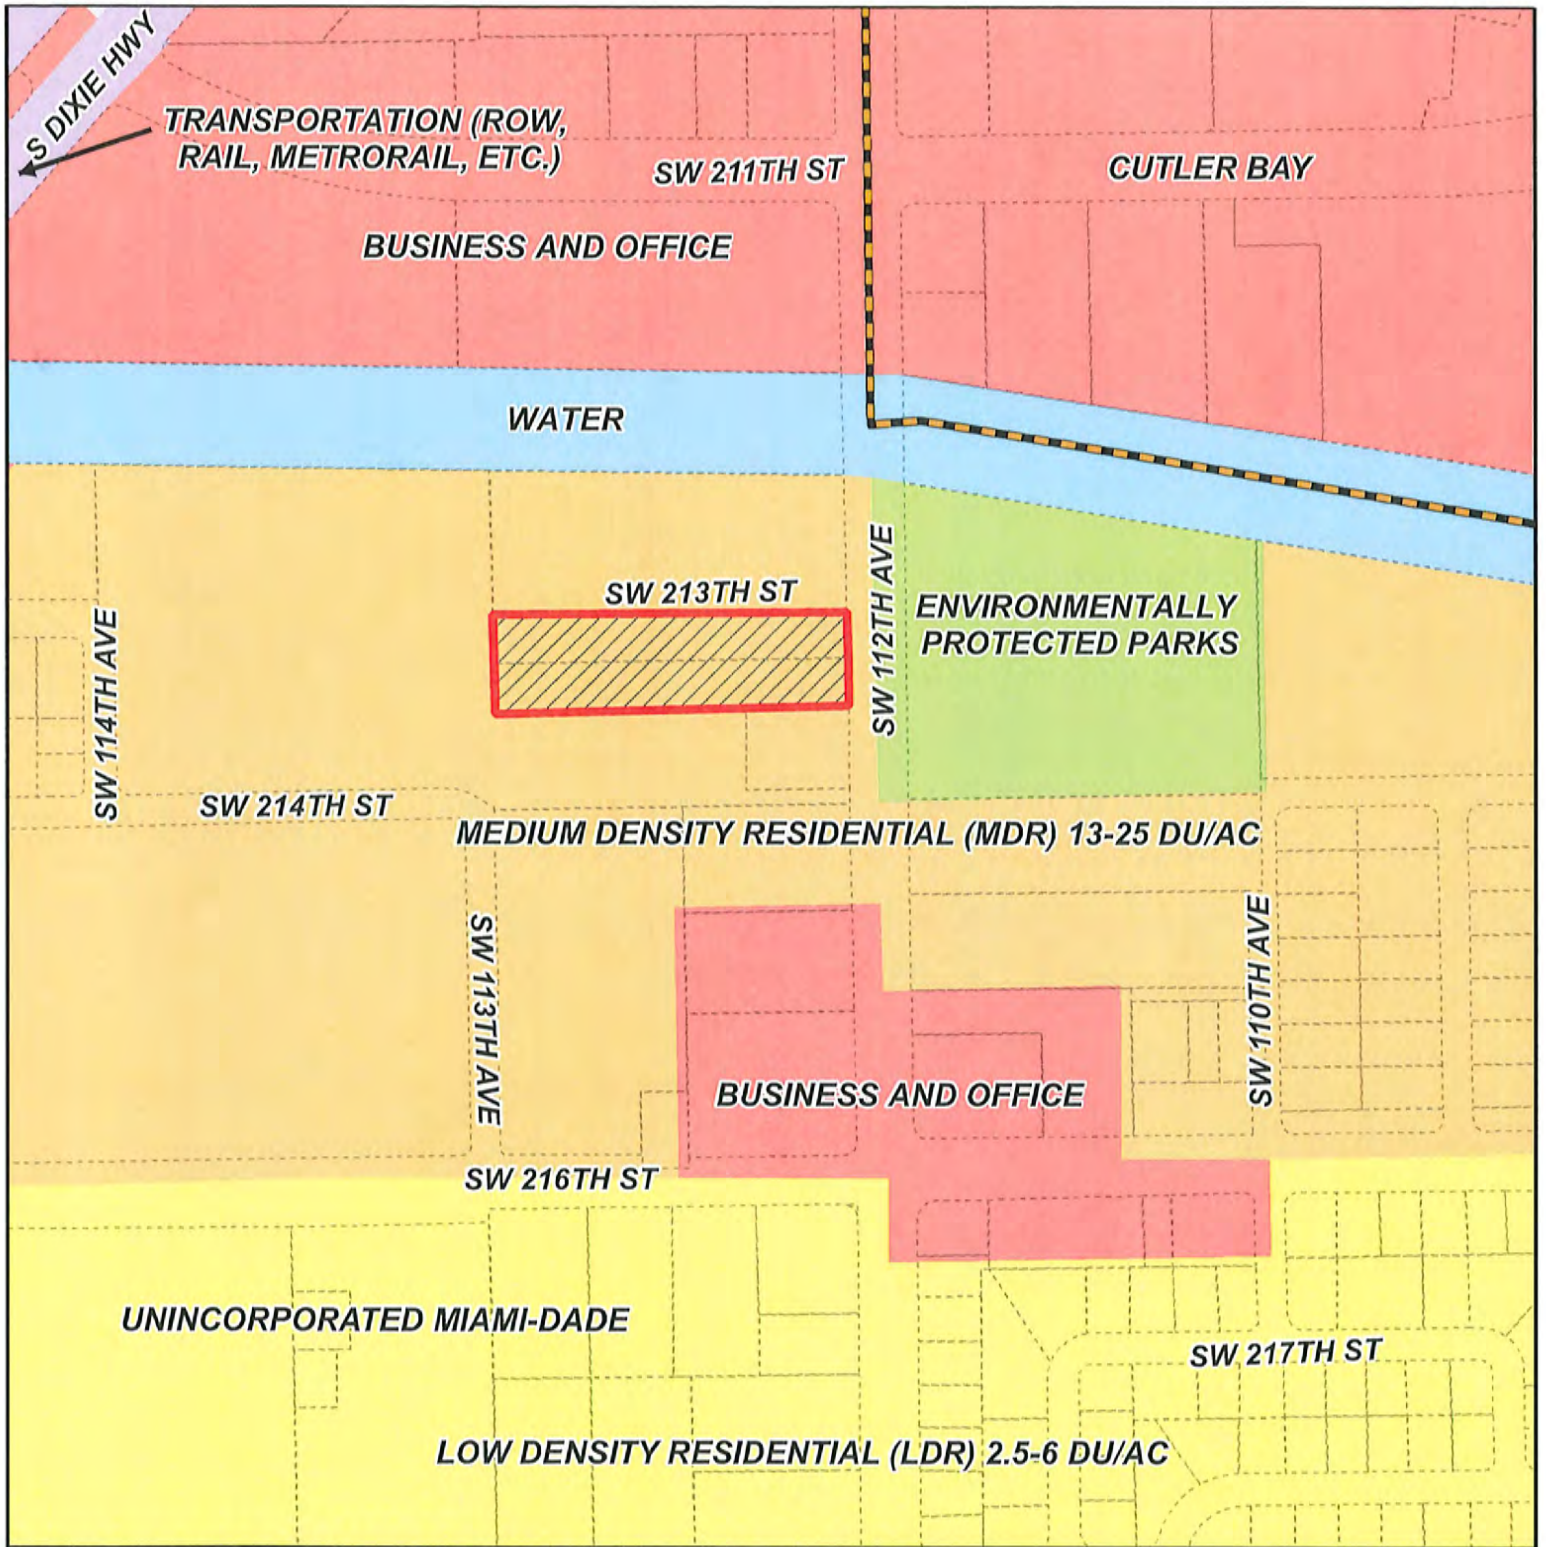 S DIXIE HWY
TRANSPORTATION (ROW,
RAIL, METRORAIL, ETC.)
SW 211TH ST
CUTLER BAY
BUSINESS AND OFFICE
WATER
SW 213TH ST
SW 112TH AVE
ENVIRONMENTALLY
PROTECTED PARKS
SW 114TH AVE
SW 214TH ST
MEDIUM DENSITY RESIDENTIAL (MDR) 13-25 DU/AC
SW 113TH AVE
SW 110TH AVE
BUSINESS AND OFFICE
SW 216TH ST
UNINCORPORATED MIAMI-DADE
SW 217TH ST
LOW DENSITY RESIDENTIAL (LDR) 2.5-6 DU/AC